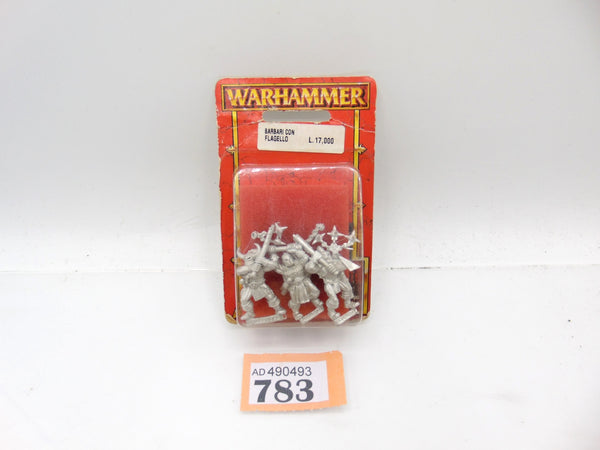 WARHAMMER
BARBARI CON
FLAGELLO L. 17,000
AD 490493
783